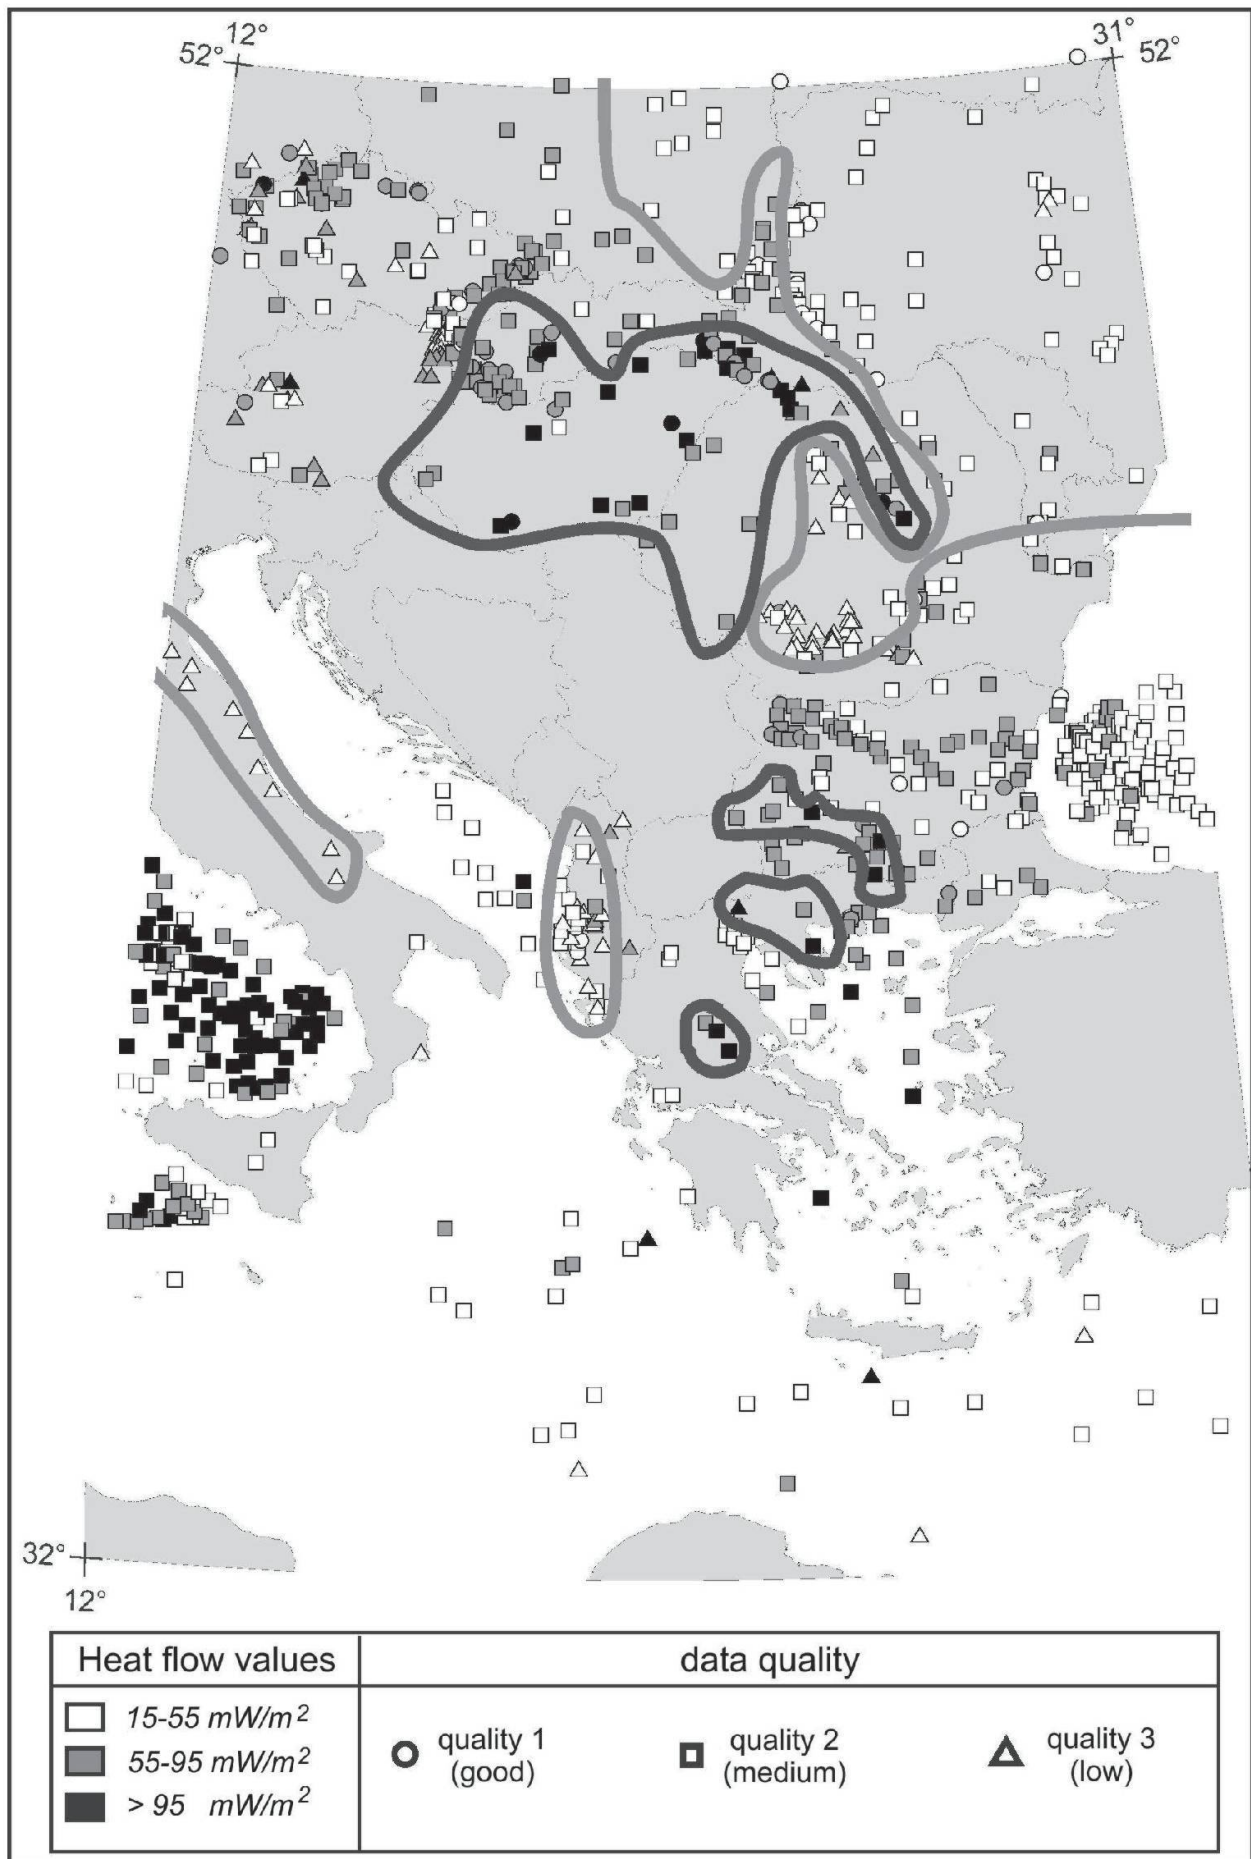 12°
31°
52°
52°
32°
12°
Heat flow values
data quality
15-55 mW/m²
55-95 mW/m²
> 95 mW/m²
quality 1
(good)
quality 2
(medium)
quality 3
(low)